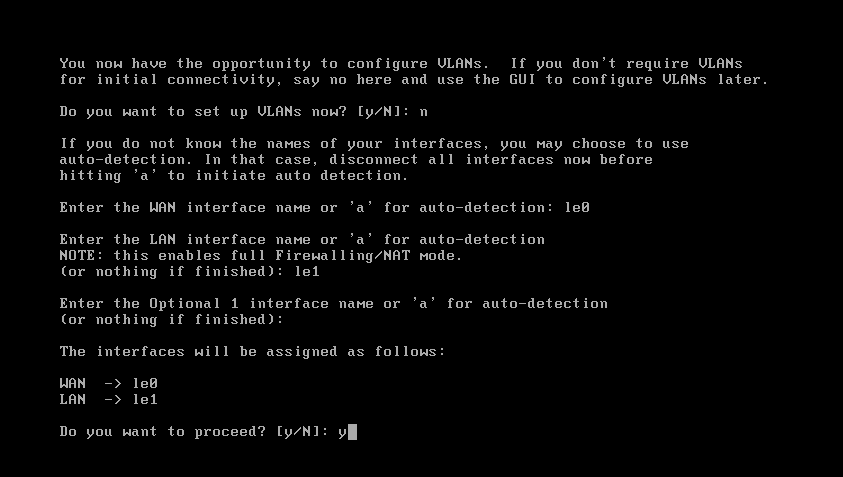 You now have the opportunity to configure VLANs.  If you don't require VLANs
for initial connectivity, say no here and use the GUI to configure VLANs later.
Do you want to set up VLANs now? [y/N]: n
If you do not know the names of your interfaces, you may choose to use
auto-detection. In that case, disconnect all interfaces now before
hitting 'a' to initiate auto detection.
Enter the WAN interface name or 'a' for auto-detection: le0
Enter the LAN interface name or 'a' for auto-detection
NOTE: this enables full Firewalling/NAT mode.
(or nothing if finished): le1
Enter the Optional 1 interface name or 'a' for auto-detection
(or nothing if finished):
The interfaces will be assigned as follows:
WAN  -> le0
LAN  -> le1
Do you want to proceed? [y/N]: y